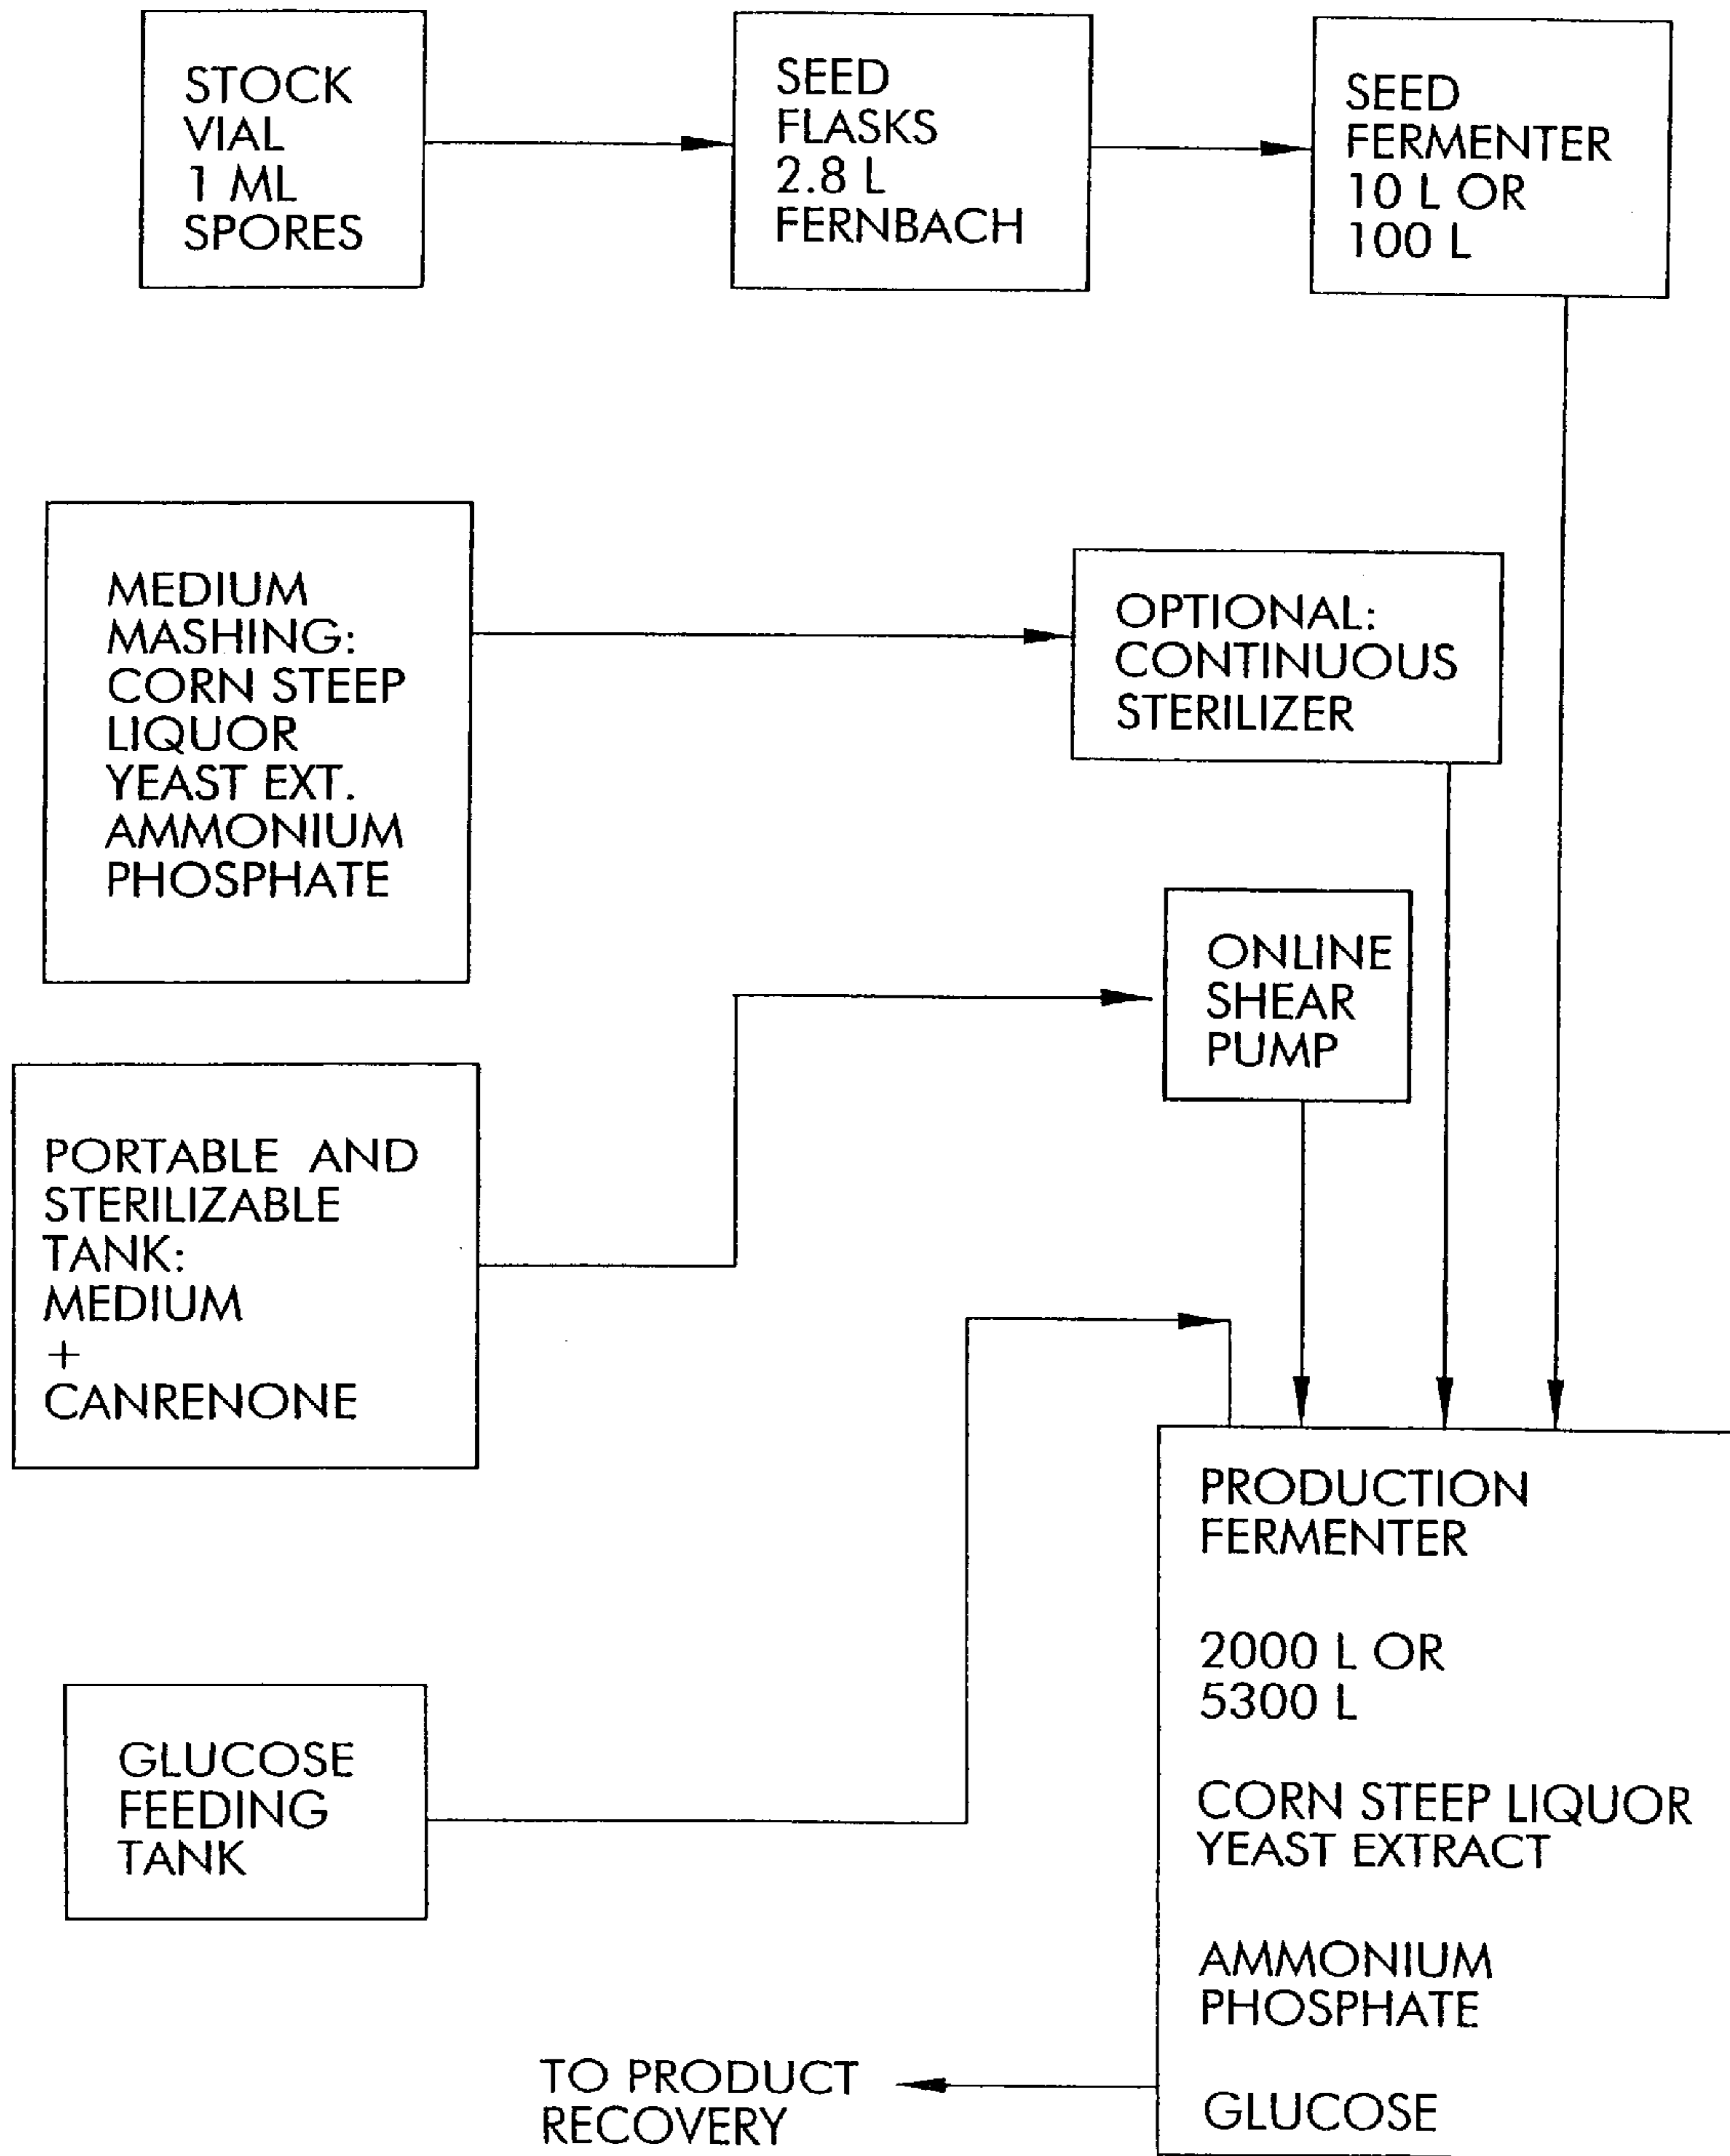 STOCK
VIAL
1 ML
SPORES
SEED
FLASKS
2.8 L
FERNBACH
SEED
FERMENTER
10 L OR
100 L
MEDIUM
MASHING:
CORN STEEP
LIQUOR
YEAST EXT.
AMMONIUM
PHOSPHATE
OPTIONAL:
CONTINUOUS
STERILIZER
ONLINE
SHEAR
PUMP
PORTABLE AND
STERILIZABLE
TANK:
MEDIUM
+
CANRENONE
GLUCOSE
FEEDING
TANK
PRODUCTION
FERMENTER
2000 L OR
5300 L
CORN STEEP LIQUOR
YEAST EXTRACT
AMMONIUM
PHOSPHATE
GLUCOSE
TO PRODUCT
RECOVERY